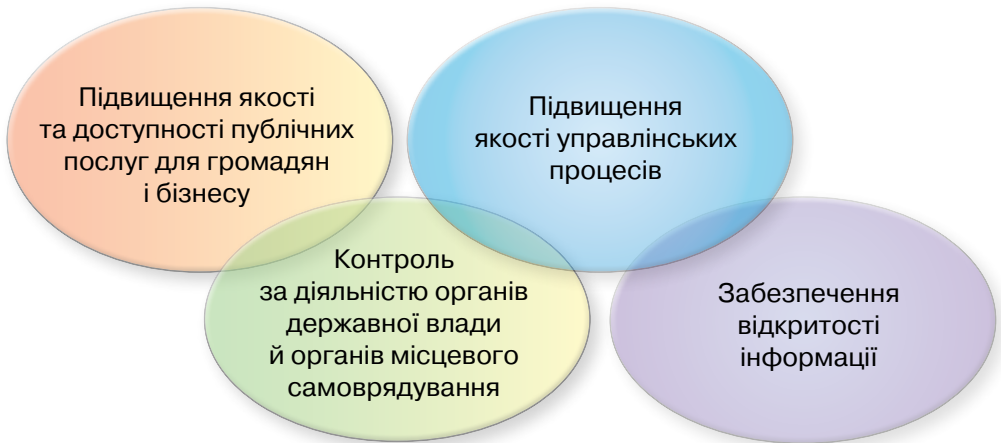 Підвищення якості
та доступності публічних
послуг для громадян
і бізнесу
Підвищення
якості управлінських
процесів
Контроль
за діяльністю органів
державної влади
й органів місцевого
самоврядування
Забезпечення
відкритості
інформації